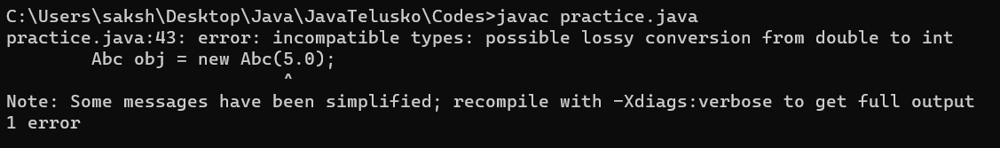 C:\Users\saksh\Desktop\Java\JavaTelusko\Codes>javac practice.java
practice.java:43: error: incompatible types: possible lossy conversion from double to int
        Abc obj = new Abc(5.0);
                          ^
Note: Some messages have been simplified; recompile with -Xdiags:verbose to get full output
1 error